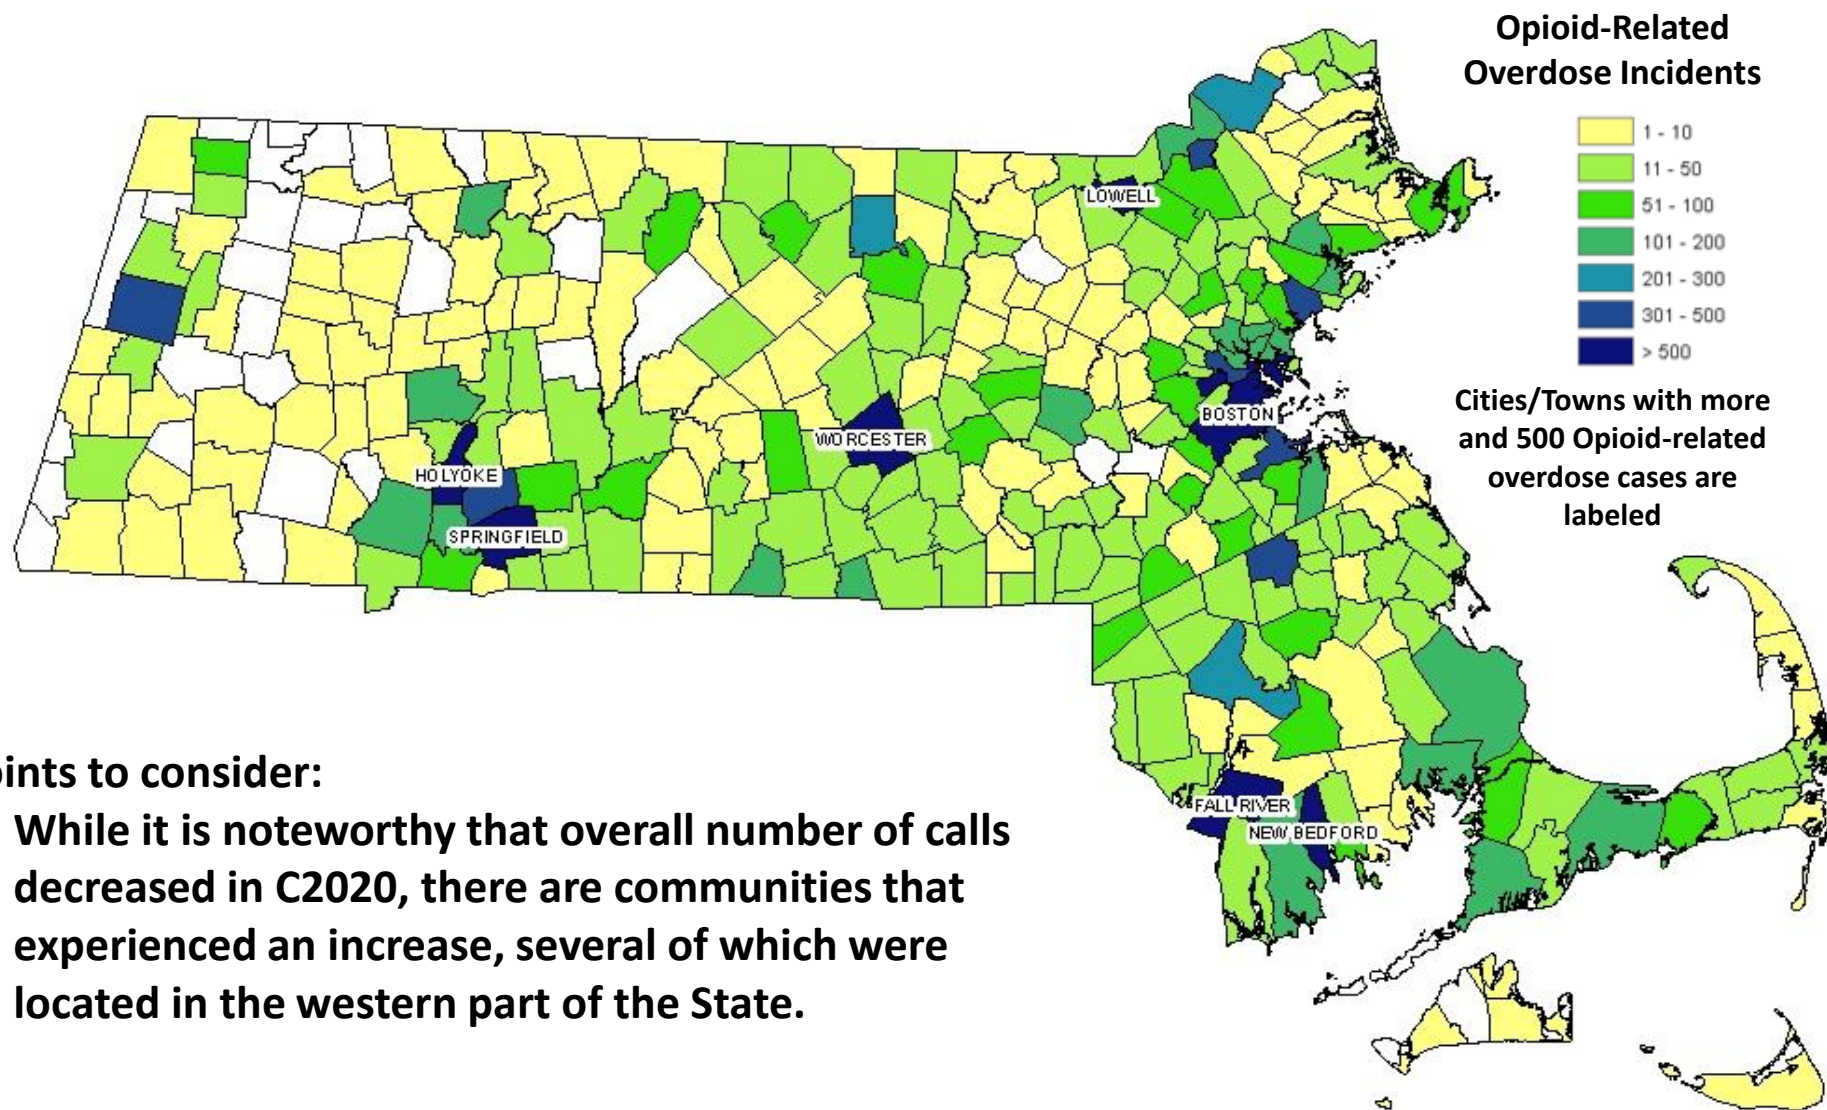 Opioid-Related
Overdose Incidents
1 - 10
11 - 50
51 - 100
101 - 200
201 - 300
301 - 500
> 500
Cities/Towns with more
and 500 Opioid-related
overdose cases are
labeled
LOWELL
BOSTON
WORCESTER
HOLYOKE
SPRINGFIELD
FALL RIVER
NEW BEDFORD
oints to consider:
While it is noteworthy that overall number of calls
decreased in C2020, there are communities that
experienced an increase, several of which were
located in the western part of the State.